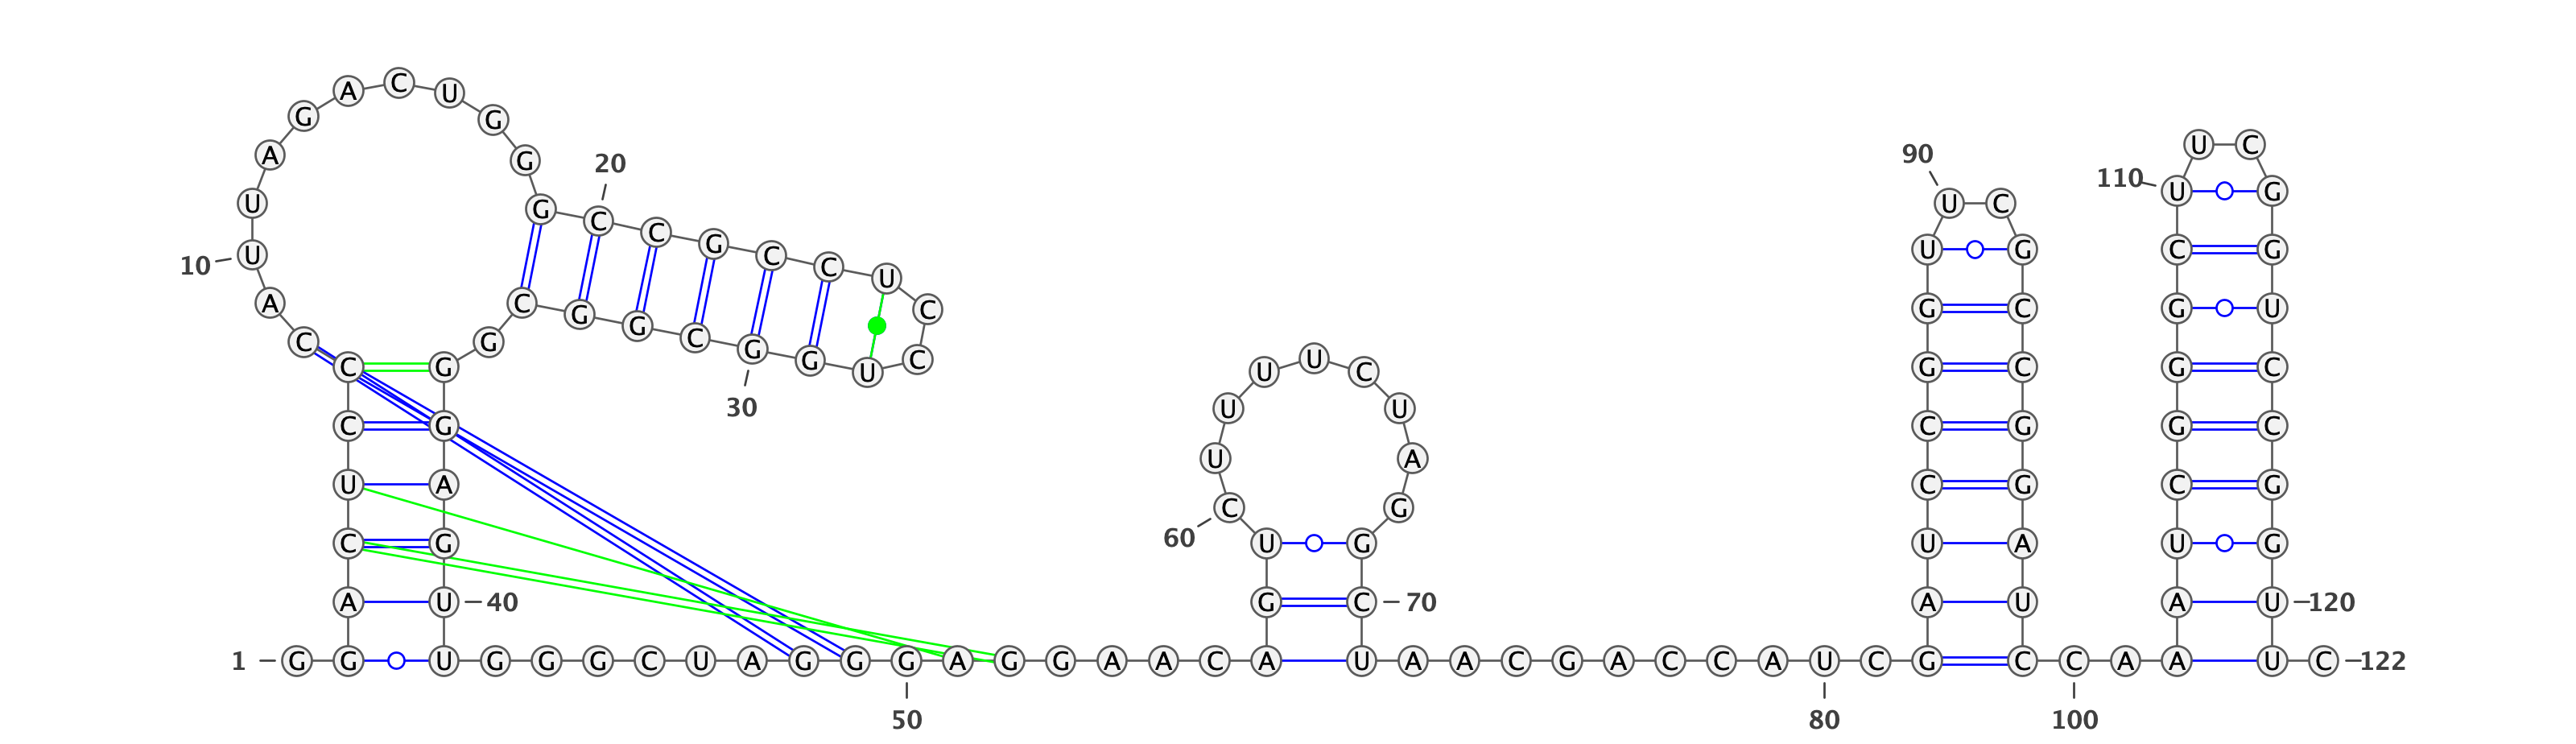 1
G G A C U C C C A
10
U U A G A C U G G G
20
C C G C C U C C U G
30
G C G G C G G G A G
40
U U G G G C U A G G
50
G A G G A A C A G U
60
C U U U U C U A G G
70
C U A A C G A C C A
80
U C G A U C C G G U
90
U C G C C G G A U C
100
C A A A U C G G G C
110
U U C G G U C C G G
120
U U C
122